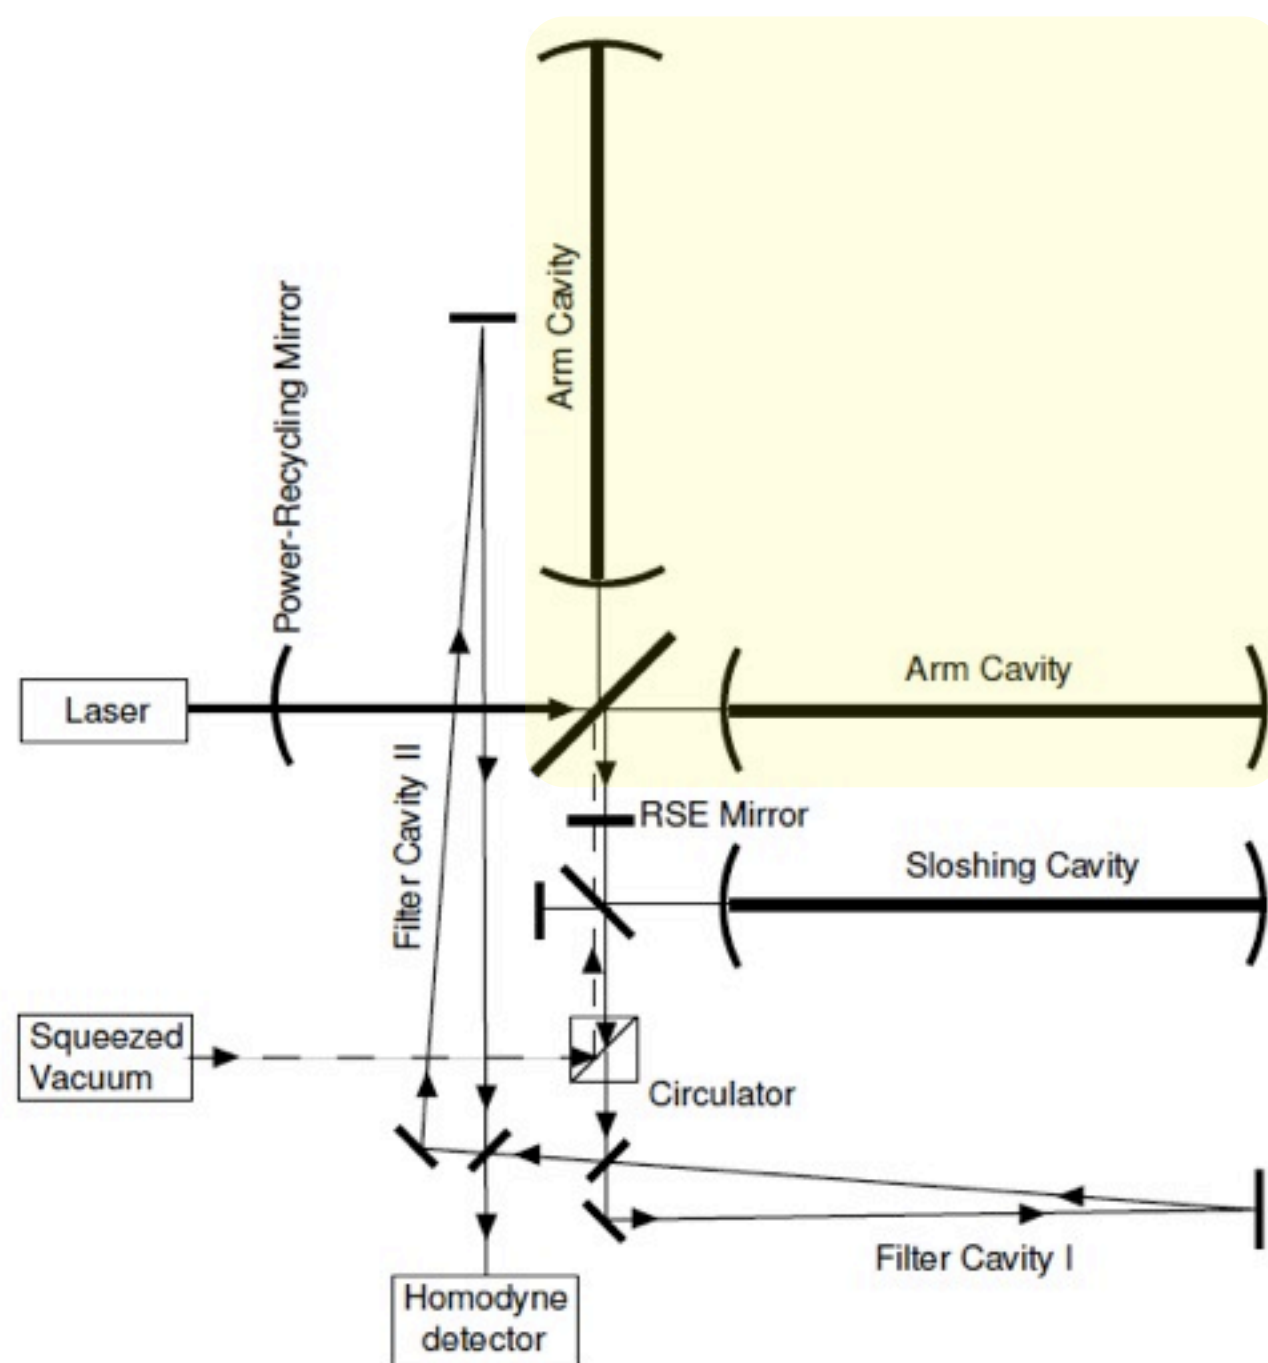 Arm Cavity
Power-Recycling Mirror
Arm Cavity
Laser
Filter Cavity II
RSE Mirror
Sloshing Cavity
Squeezed
Vacuum
Circulator
Filter Cavity I
Homodyne
detector